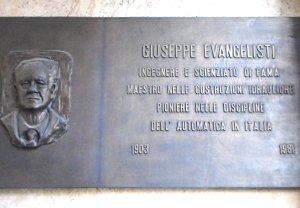 GIUSEPPE EVANGELISTI
INGEGNERE E SCIENZIATO DI FAMA
MAESTRO NELLE COSTRUZIONI IDRAULICHE
PIONIERE NELLE DISCIPLINE
DELL' AUTOMATICA IN ITALIA
1903 1981